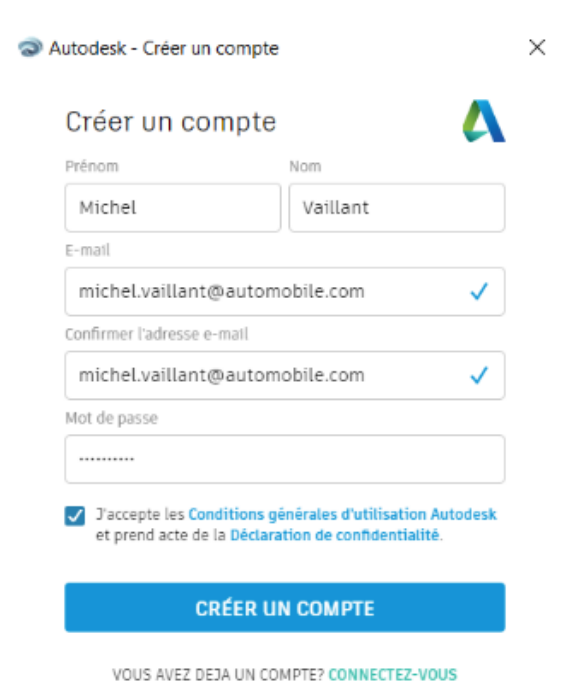 Autodesk - Créer un compte
Créer un compte
Prénom Nom
Michel Vaillant
E-mail
michel.vaillant@automobile.com
Confirmer l'adresse e-mail
michel.vaillant@automobile.com
Mot de passe
··········
J'accepte les Conditions générales d'utilisation Autodesk
et prend acte de la Déclaration de confidentialité.
CRÉER UN COMPTE
VOUS AVEZ DEJA UN COMPTE? CONNECTEZ-VOUS